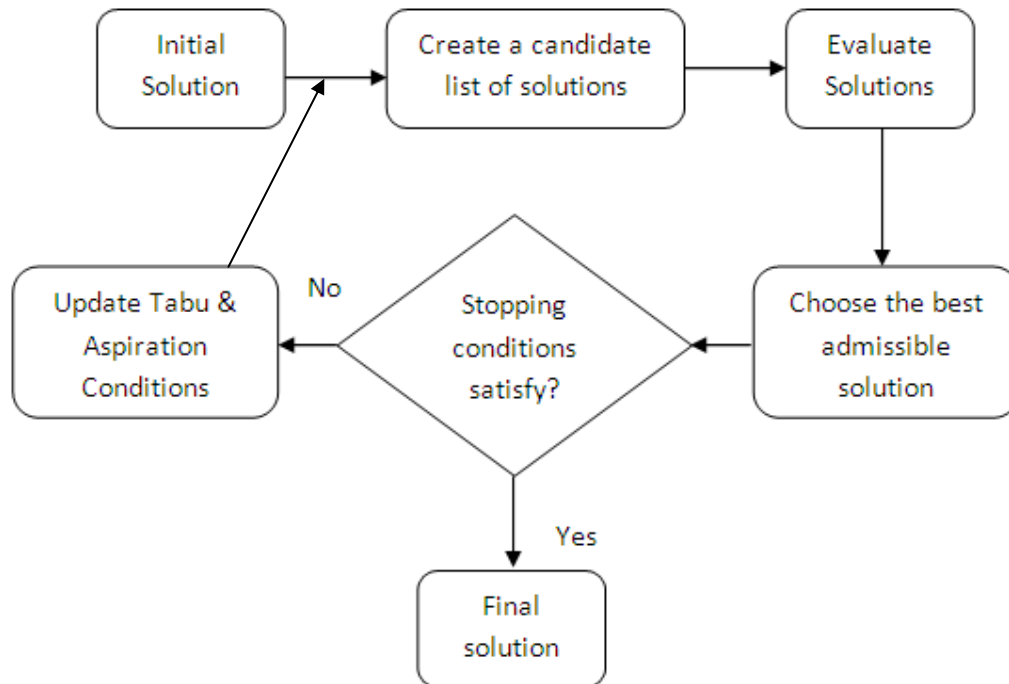 Initial
Solution
Create a candidate
list of solutions
Evaluate
Solutions
Choose the best
admissible
solution
Stopping
conditions
satisfy?
No
Update Tabu &
Aspiration
Conditions
Yes
Final
solution